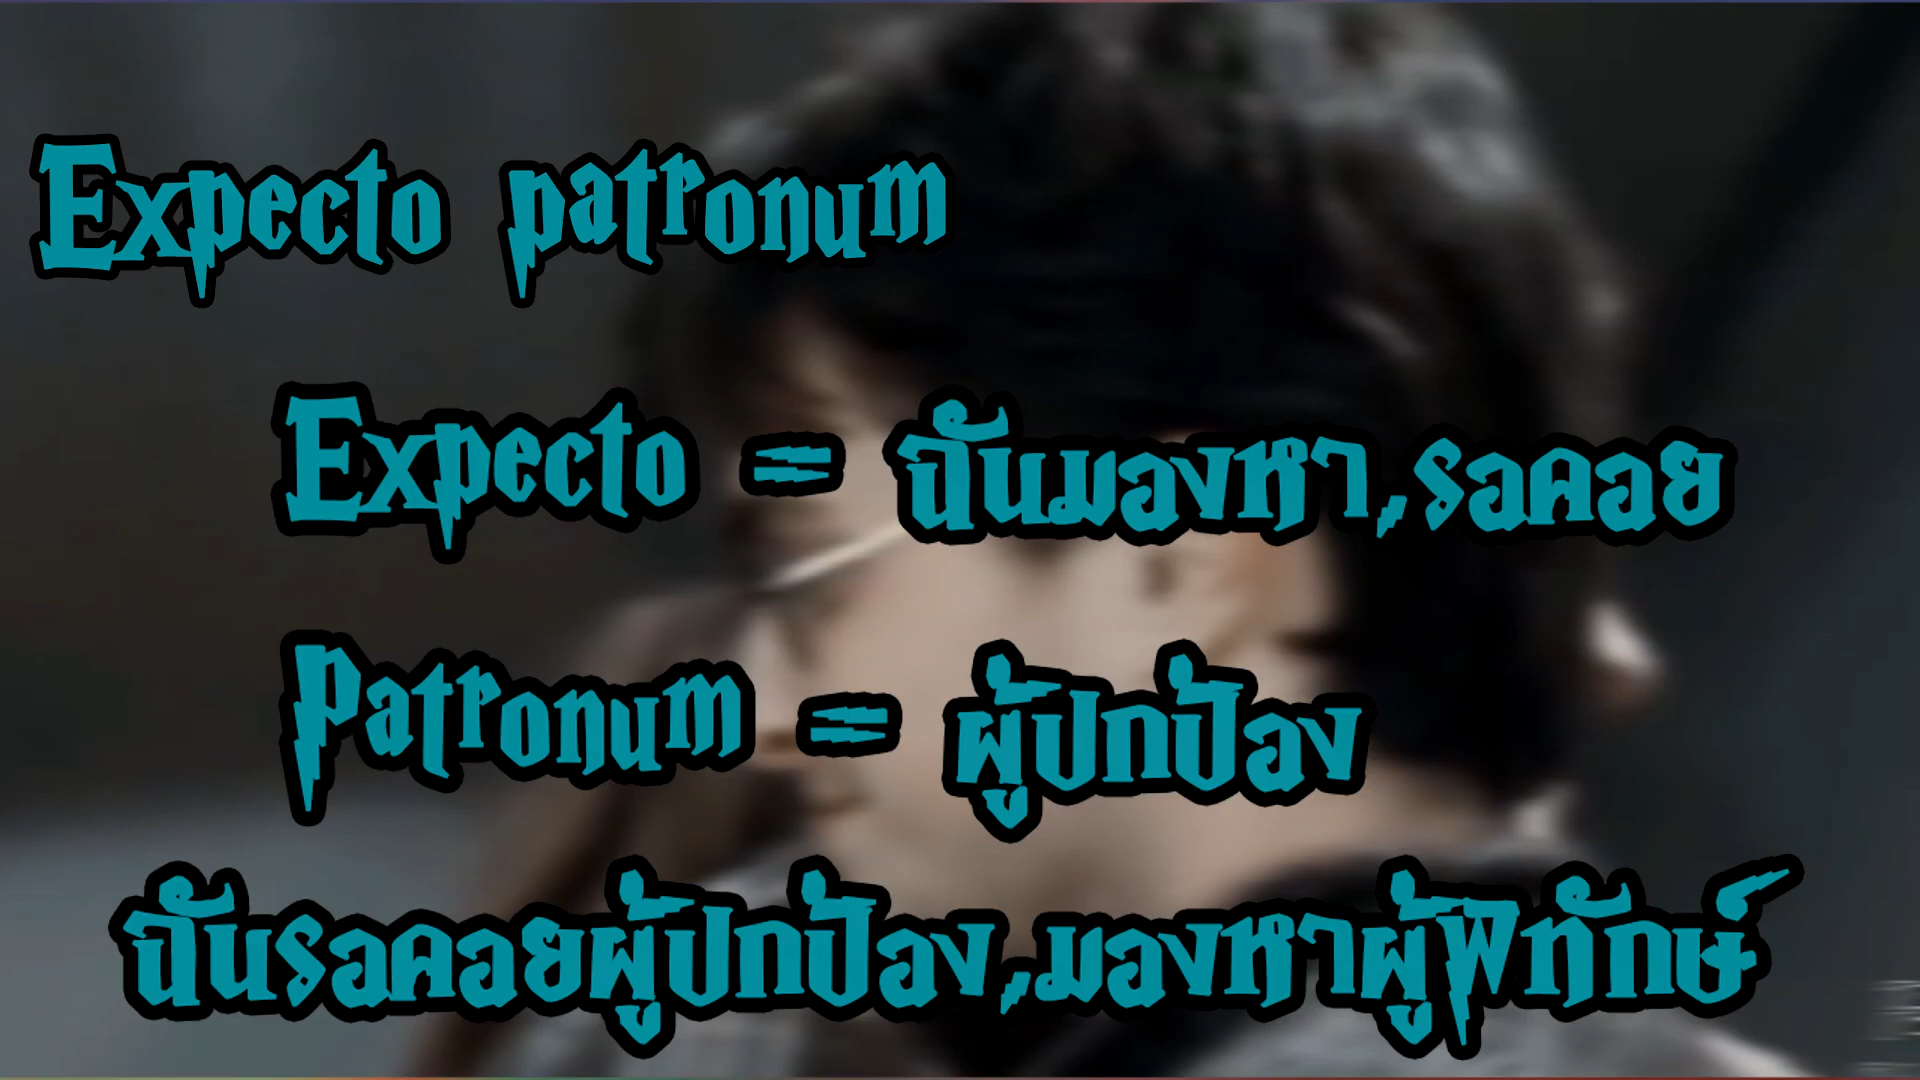 Expecto patronum
Expecto = ฉันมองหา,รอคอย
Patronum = ผู้ปกป้อง
ฉันรอคอยผู้ปกป้อง,มองหาผู้พิทักษ์